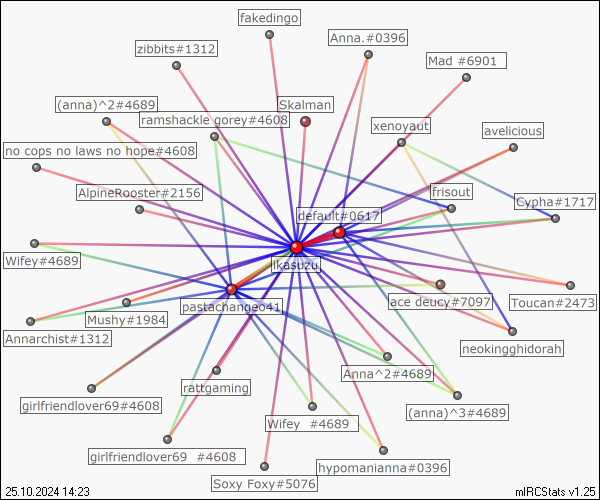 fakedingo
Anna.#0396
zibbits#1312
Mad #6901
(anna)^2#4689
Skalman
ramshackle gorey#4608
xenoyaut
avelicious
no cops no laws no hope#4608
AlpineRooster#2156
frisout
Cypha#1717
default#0617
Wifey#4689
ikasuzu
ace decry#7097
Toucan#2473
pastachangeo41
Mushy#1984
Annarchist#1312
neokingghidorah
Anna^2#4689
rattgaming
girlfriendlover69#4608
(anna)^3#4689
Wifey #4689
girlfriendlover69 #4608
hypomanianna#0396
Soxy Foxy#5076
25.10.2024 14:23
mIRCStats v1.25